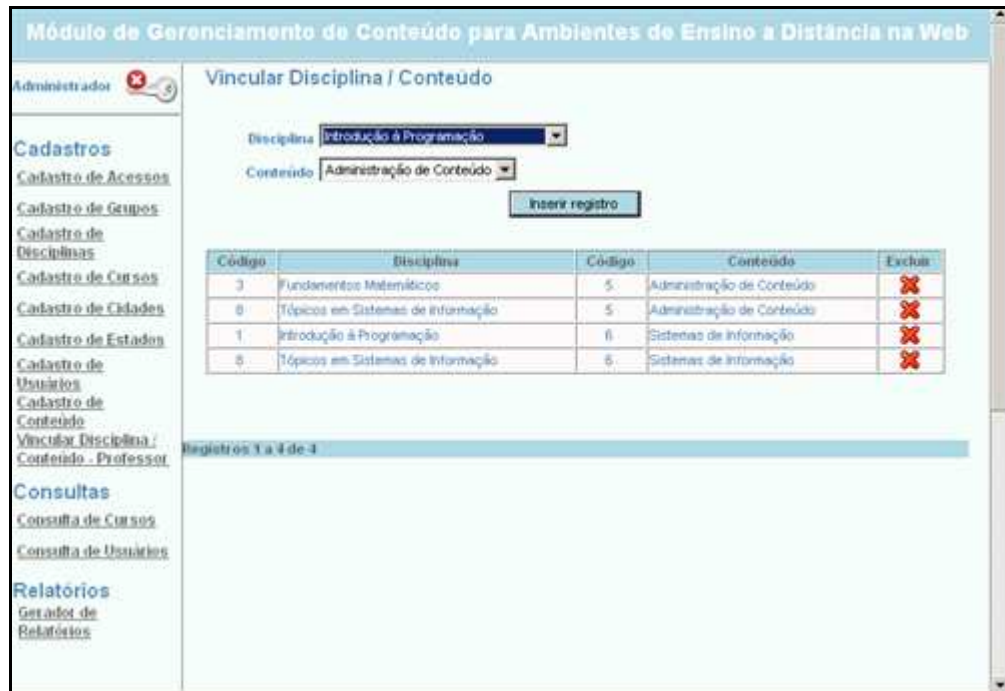 Módulo de Gerenciamento de Conteúdo para Ambientes de Ensino a Distância na Web
Administrador
Vincular Disciplina / Conteúdo
Disciplina Introdução à Programação
Conteúdo Administração de Conteúdo
Inserir registro
Cadastros
Cadastro de Acessos
Cadastro de Grupos
Cadastro de
Disciplinas
Cadastro de Cursos
Cadastro de Cidades
Cadastro de Estados
Cadastro de
Usuários
Cadastro de
Conteúdo
Vincular Disciplina /
Conteúdo - Professor
Consultas
Consulta de Cursos
Consulta de Usuários
Relatórios
Gerador de
Relatórios
Código Disciplina Código Conteúdo Excluir
3 Fundamentos Matemáticos 5 Administração de Conteúdo
8 Tópicos em Sistemas de Informação 5 Administração de Conteúdo
1 Introdução à Programação 6 Sistemas de Informação
8 Tópicos em Sistemas de Informação 6 Sistemas de Informação
Registros 1 a 4 de 4